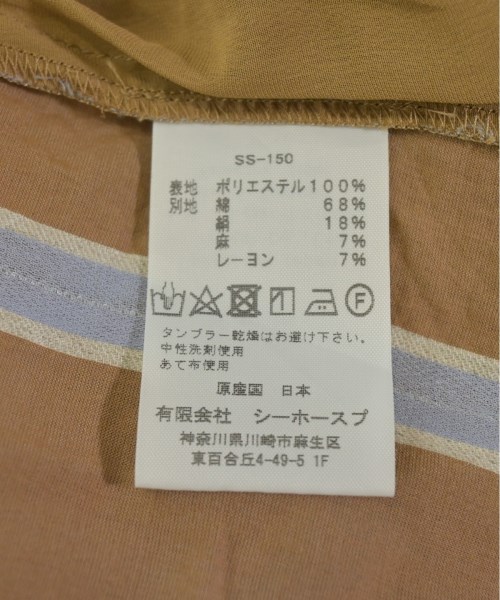 SS-150
表地 ポリエステル100%
別地 綿 68%
絹 18%
麻 7%
レーヨン 7%
F
タンブラー乾燥はお避け下さい。
中性洗剤使用
あて布使用
原産国 日本
有限会社 シーホースプ
神奈川県川崎市麻生区
東百合丘4-49-5 1F